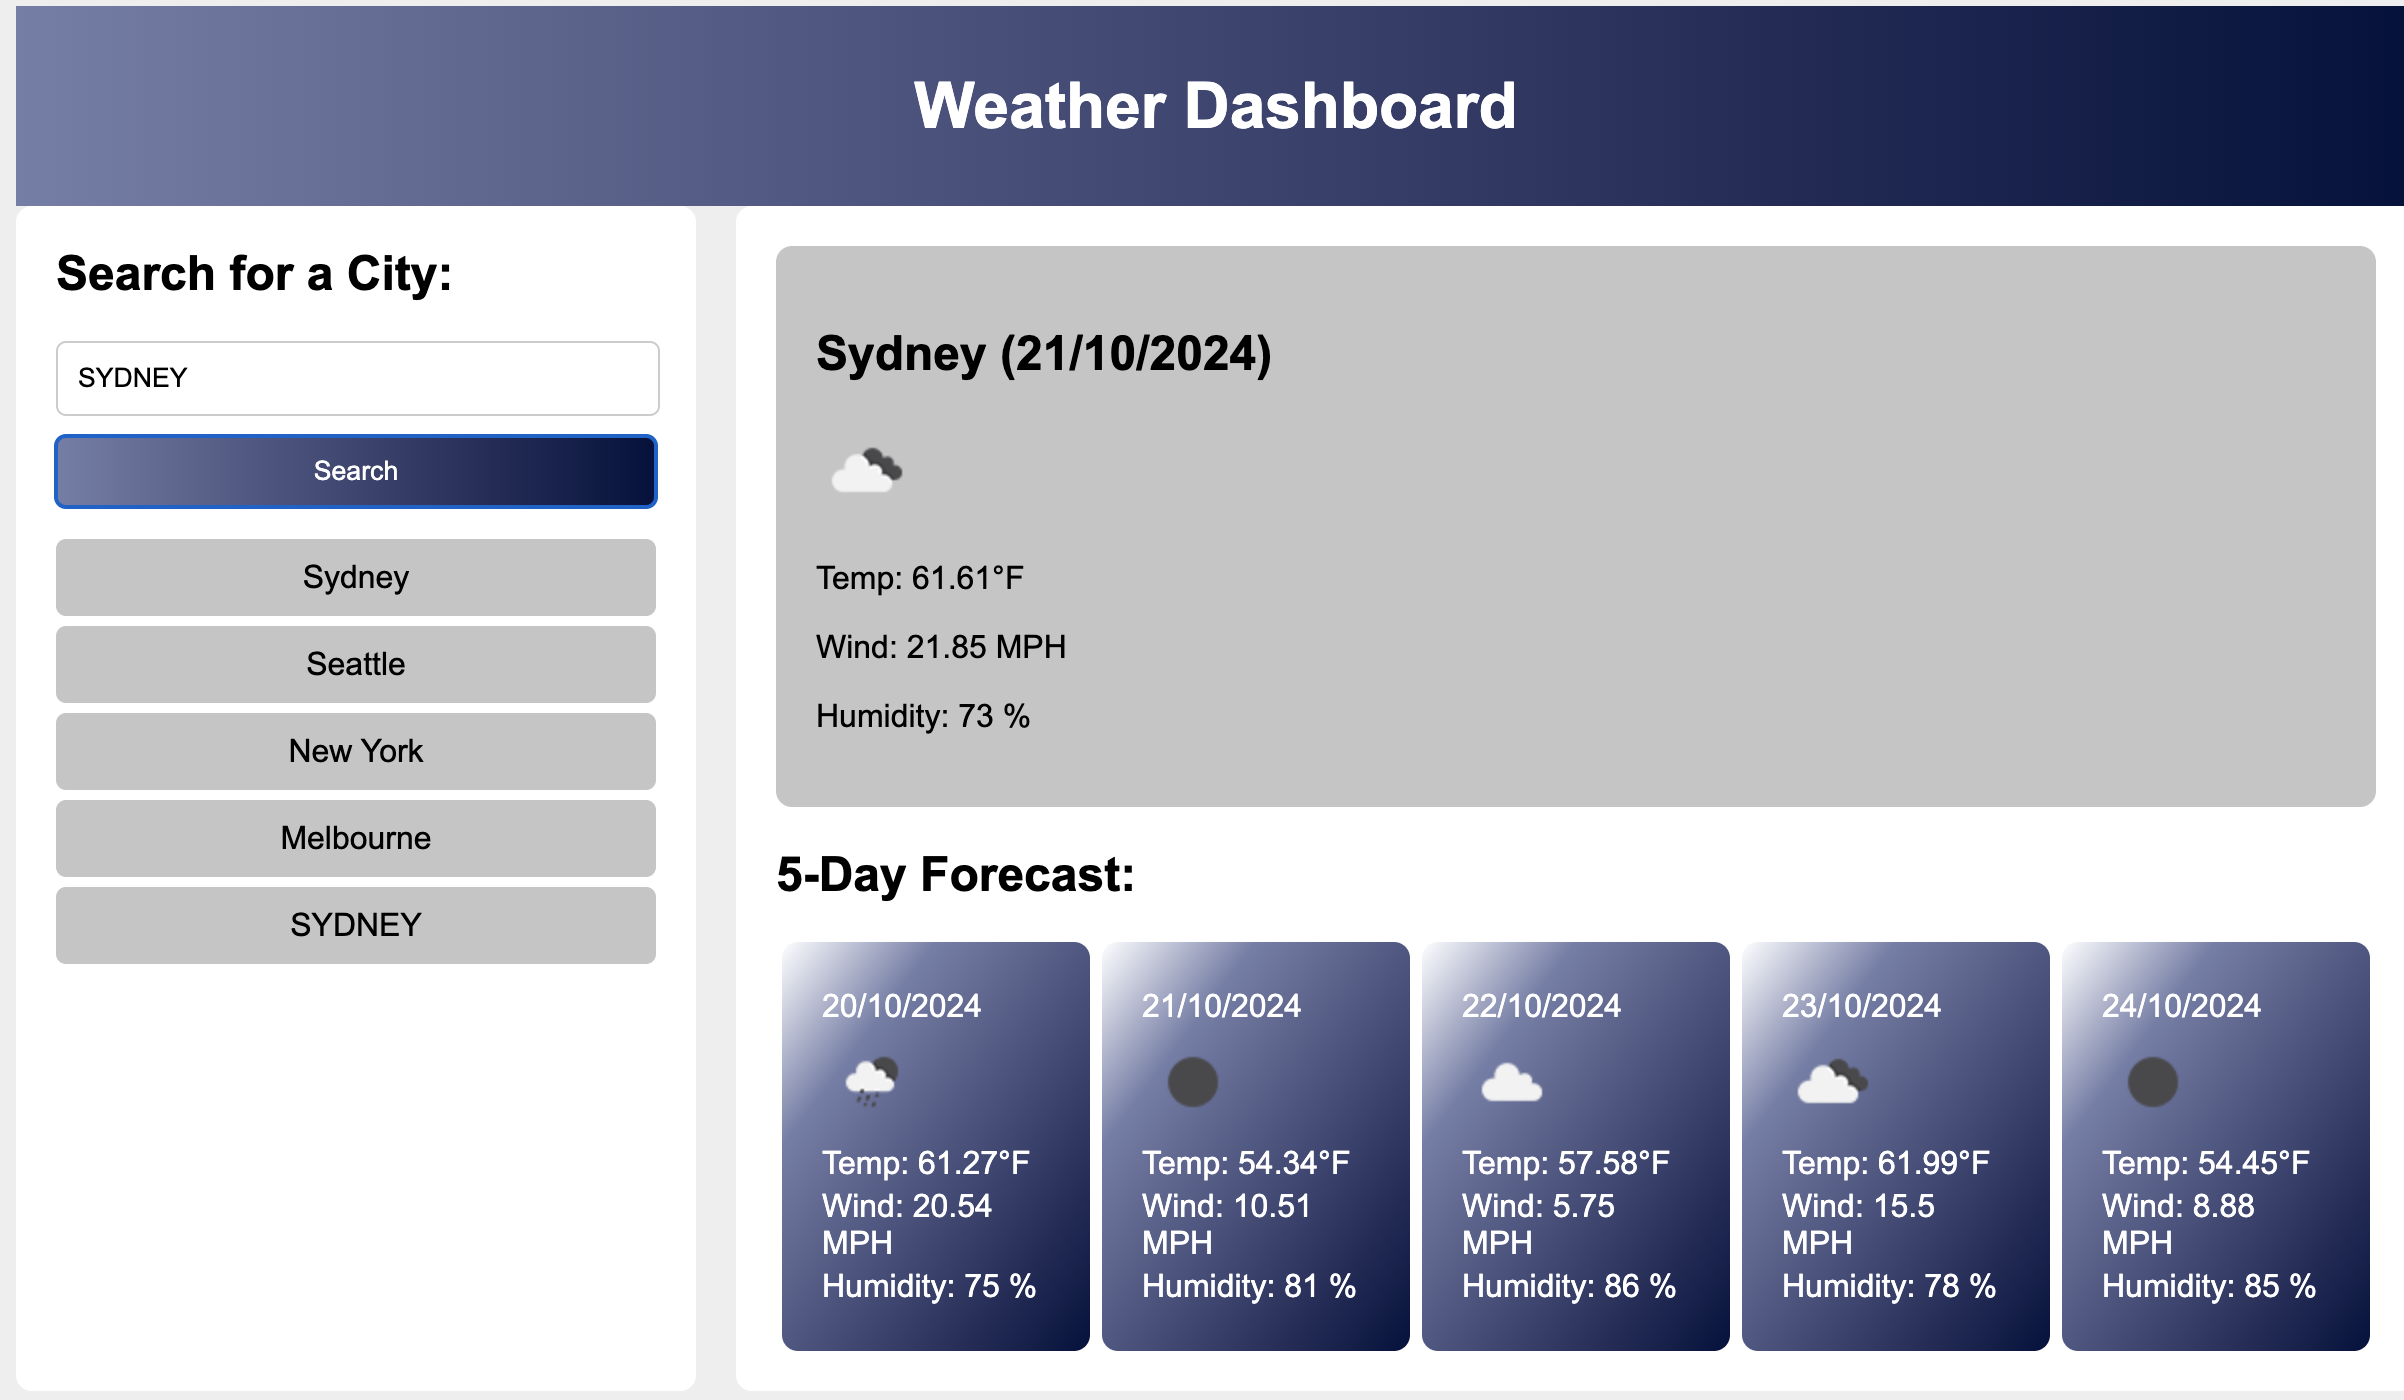 Weather Dashboard
Search for a City:
SYDNEY
Search
Sydney
Seattle
New York
Melbourne
SYDNEY
Sydney (21/10/2024)
Temp: 61.61°F
Wind: 21.85 MPH
Humidity: 73 %
5-Day Forecast:
20/10/2024
Temp: 61.27°F
Wind: 20.54
MPH
Humidity: 75 %
21/10/2024
Temp: 54.34°F
Wind: 10.51
MPH
Humidity: 81 %
22/10/2024
Temp: 57.58°F
Wind: 5.75
MPH
Humidity: 86 %
23/10/2024
Temp: 61.99°F
Wind: 15.5
MPH
Humidity: 78 %
24/10/2024
Temp: 54.45°F
Wind: 8.88
MPH
Humidity: 85 %